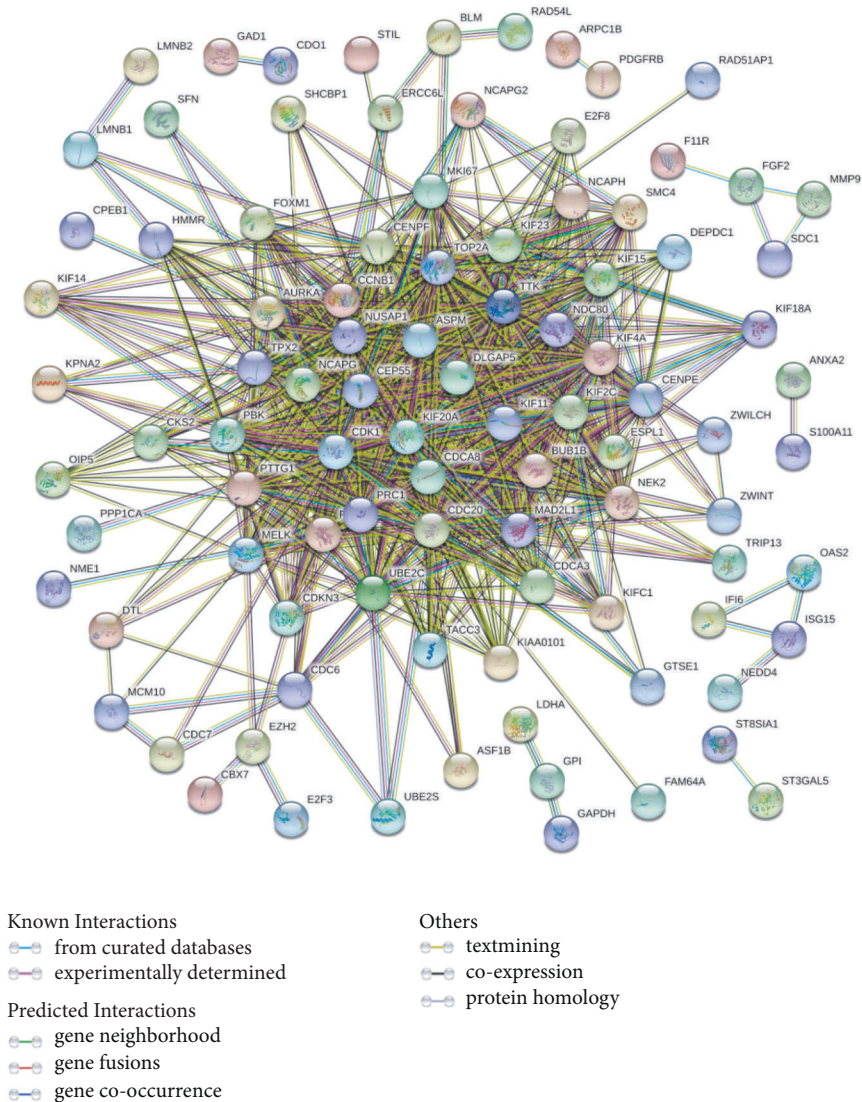 BLM
RAD54L
LMNB2
GAD1
CDO1
STIL
ARPC1B
PDGFRB
RAD51AP1
SFN
SHCBP1
ERCC6L
NCAPG2
E2F8
LMNB1
MKI67
F11R
FGF2
MMP9
NCAPH
SMC4
CPEB1
HMMR
FOXM1
CENPF
TOP2A
KIF23
DEPDC1
SDC1
KIF15
KIF14
AURKA
CCNB1
TTK
NUSAP1
ASPM
NDC80
KIF18A
KIF4A
TPX2
NCAPG
CEP55
DLGAP5
KPNA2
ANXA2
CENPE
KIF2C
KIF11
CKS2
PBK
KIF20A
ZWILCH
S100A11
CDK1
ESPL1
BUB1B
OIP5
CDCA8
PTTG1
NEK2
PRC1
ZWINT
PPP1CA
CDC20
MAD2L1
MELK
TRIP13
OAS2
NME1
UBE2C
CDCA3
CDKN3
KIFC1
IFI6
ISG15
DTL
TACC3
KIAA0101
CDC6
GTSE1
NEDD4
MCM10
LDHA
CDC7
EZH2
ASF1B
ST8SIA1
GPI
CBX7
E2F3
UBE2S
FAM64A
ST3GAL5
GAPDH
Known Interactions
from curated databases
experimentally determined
Predicted Interactions
gene neighborhood
gene fusions
gene co-occurrence
Others
textmining
co-expression
protein homology